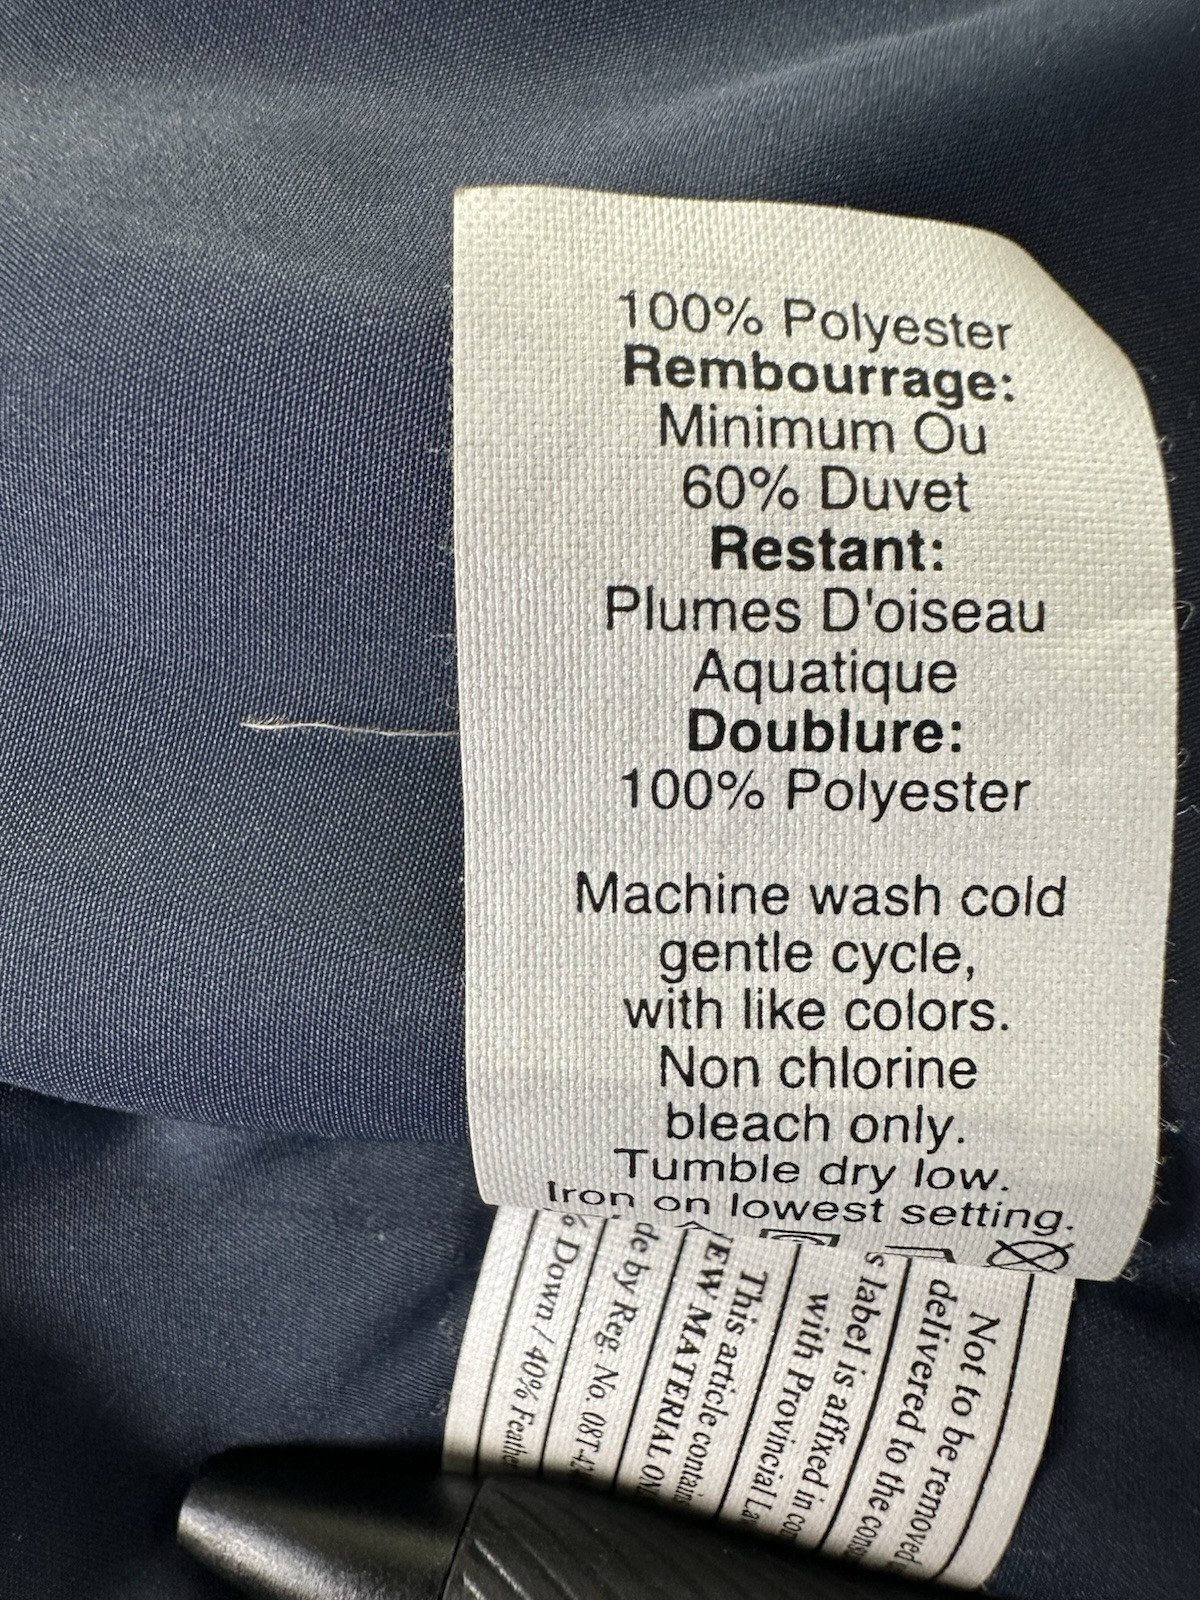 100% Polyester
Rembourrage:
Minimum Ou
60% Duvet
Restant:
Plumes D'oiseau
Aquatique
Doublure:
100% Polyester
Machine wash cold
gentle cycle,
with like colors.
Non chlorine
bleach only.
Tumble dry low.
Iron on lowest setting.
Not to be removed
delivered to the
label is affixed in
with Provincial
This article
MATERIAL
by Reg. No. 08T-
Down / 40%